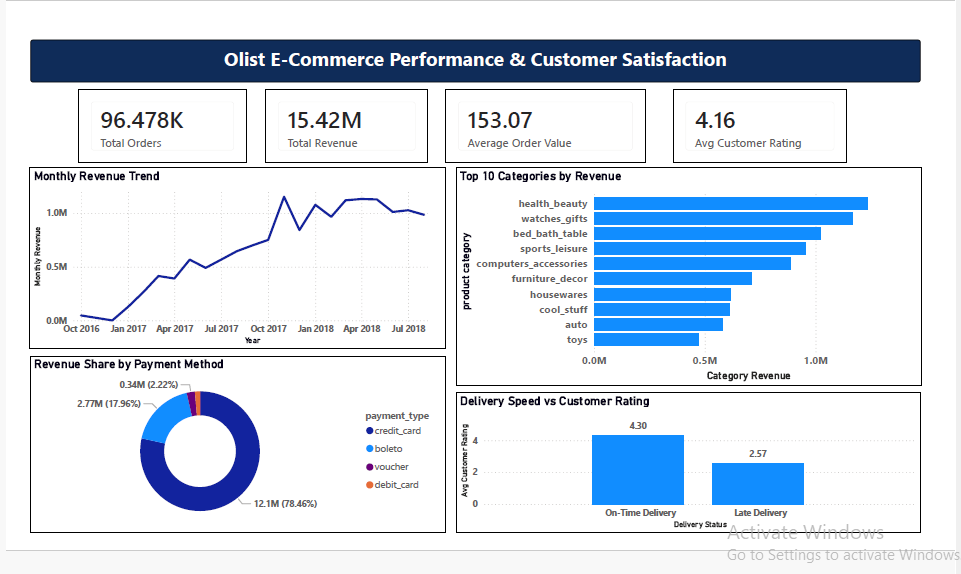 Olist E-Commerce Performance & Customer Satisfaction
96.478K
Total Orders
15.42M
Total Revenue
153.07
Average Order Value
4.16
Avg Customer Rating
Monthly Revenue Trend
Monthly Revenue
1.0M
0.5M
0.0M
Oct 2016 Jan 2017 Apr 2017 Jul 2017 Oct 2017 Jan 2018 Apr 2018 Jul 2018
Year
Top 10 Categories by Revenue
product category
health_beauty
watches_gifts
bed_bath_table
sports_leisure
computers_accessories
furniture_decor
housewares
cool_stuff
auto
toys
0.0M 0.5M 1.0M
Category Revenue
Revenue Share by Payment Method
0.34M (2.22%)
2.77M (17.96%)
12.1M (78.46%)
payment_type
credit_card
boleto
voucher
debit_card
Delivery Speed vs Customer Rating
Avg Customer Rating
4
2
0
4.30
2.57
On-Time Delivery Late Delivery
Delivery Status
Activate Windows
Go to Settings to activate Windows